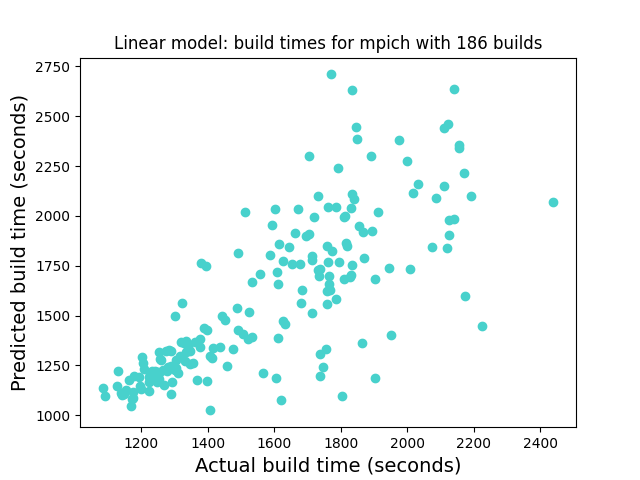 Linear model: build times for mpich with 186 builds
2750
2500
2250
2000
1750
1500
1250
1000
Predicted build time (seconds)
1200 1400 1600 1800 2000 2200 2400
Actual build time (seconds)